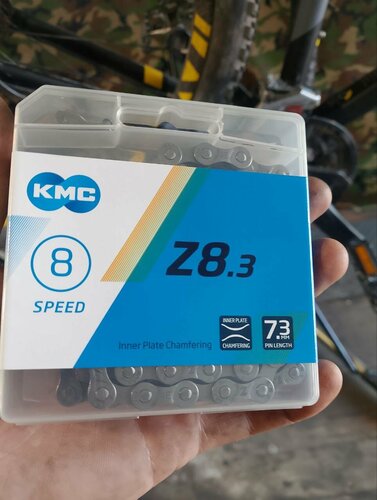 KMC
8
SPEED
Z8.3
Inner Plate Chamfering
INNER PLATE
CHAMFERING
7.3
MM
PIN LENGTH